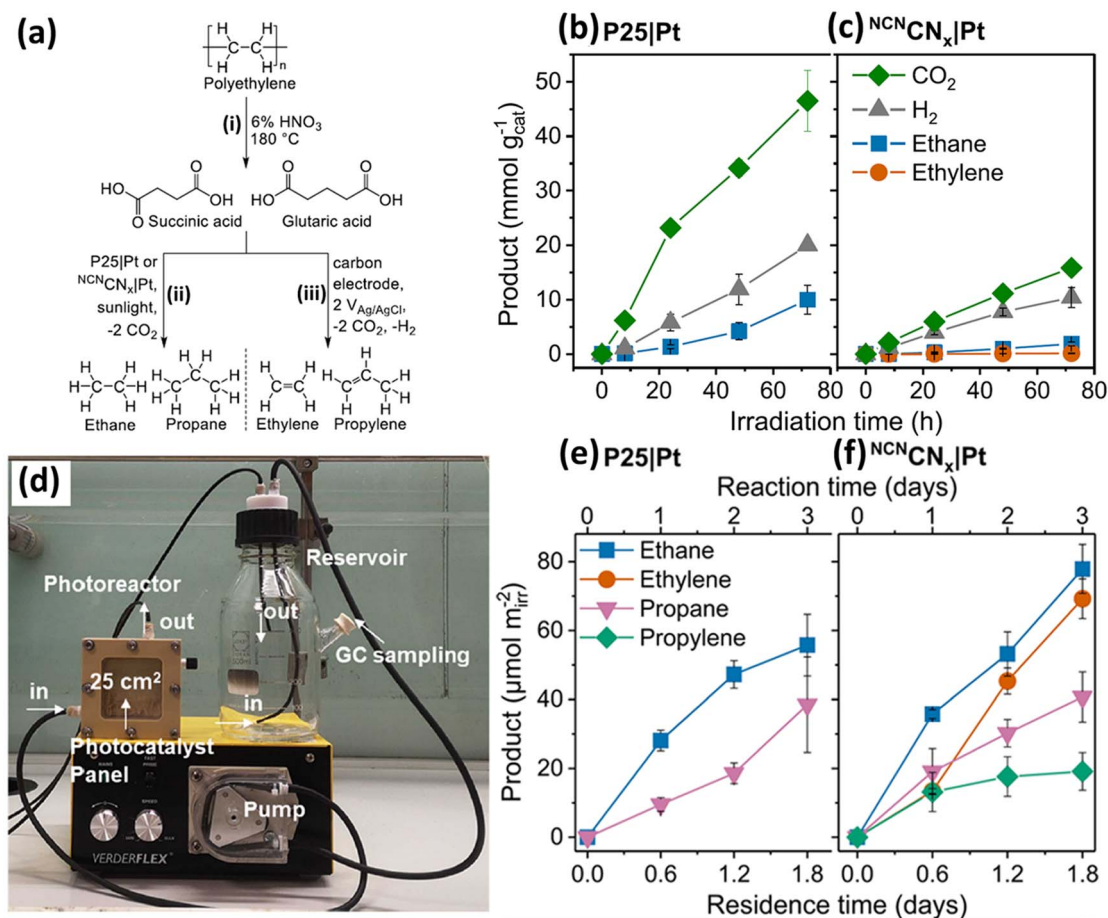 (a)
H H
C C
H H
n
Polyethylene
(i)
6% HNO₃
180 °C
HO
O
O
OH
Succinic acid
O O
HO OH
Glutaric acid
P25|Pt or
ᴺᶜᴺCNₓ|Pt,
sunlight,
-2 CO₂
(ii)
(iii)
carbon
electrode,
2 V Ag/AgCl,
-2 CO₂, -H₂
Ethane
Propane
Ethylene
Propylene
(b) P25|Pt
(c) ᴺᶜᴺCNₓ|Pt
Product (mmol g⁻¹cat)
50
40
30
20
10
0
CO₂
H₂
Ethane
Ethylene
0 20 40 60 80
0 20 40 60 80
Irradiation time (h)
(d)
Photoreactor
out
in
25 cm²
Photocatalyst
Panel
Reservoir
out
in
GC sampling
Pump
SPEED
VERDERFLEX®
(e) P25|Pt
(f) ᴺᶜᴺCNₓ|Pt
Reaction time (days)
0 1 2 3
0 1 2 3
Product (μmol m⁻²irr)
80
60
40
20
0
Ethane
Ethylene
Propane
Propylene
0.0 0.6 1.2 1.8
0.0 0.6 1.2 1.8
Residence time (days)